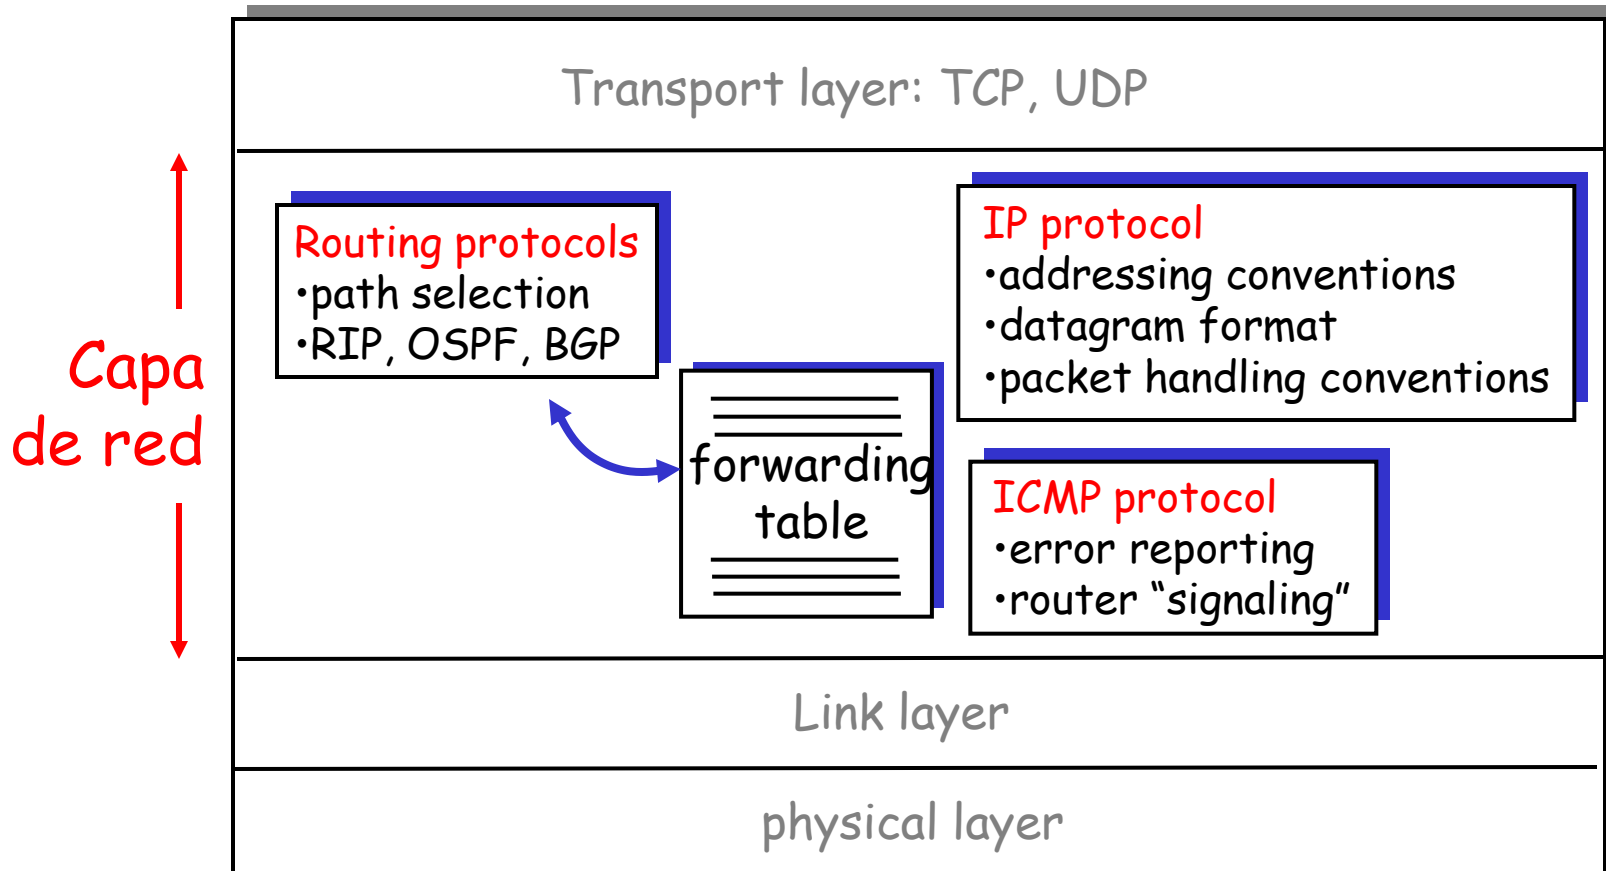 Transport layer: TCP, UDP
Capa
de red
Routing protocols
•path selection
•RIP, OSPF, BGP
forwarding
table
IP protocol
•addressing conventions
•datagram format
•packet handling conventions
ICMP protocol
•error reporting
•router “signaling”
Link layer
physical layer